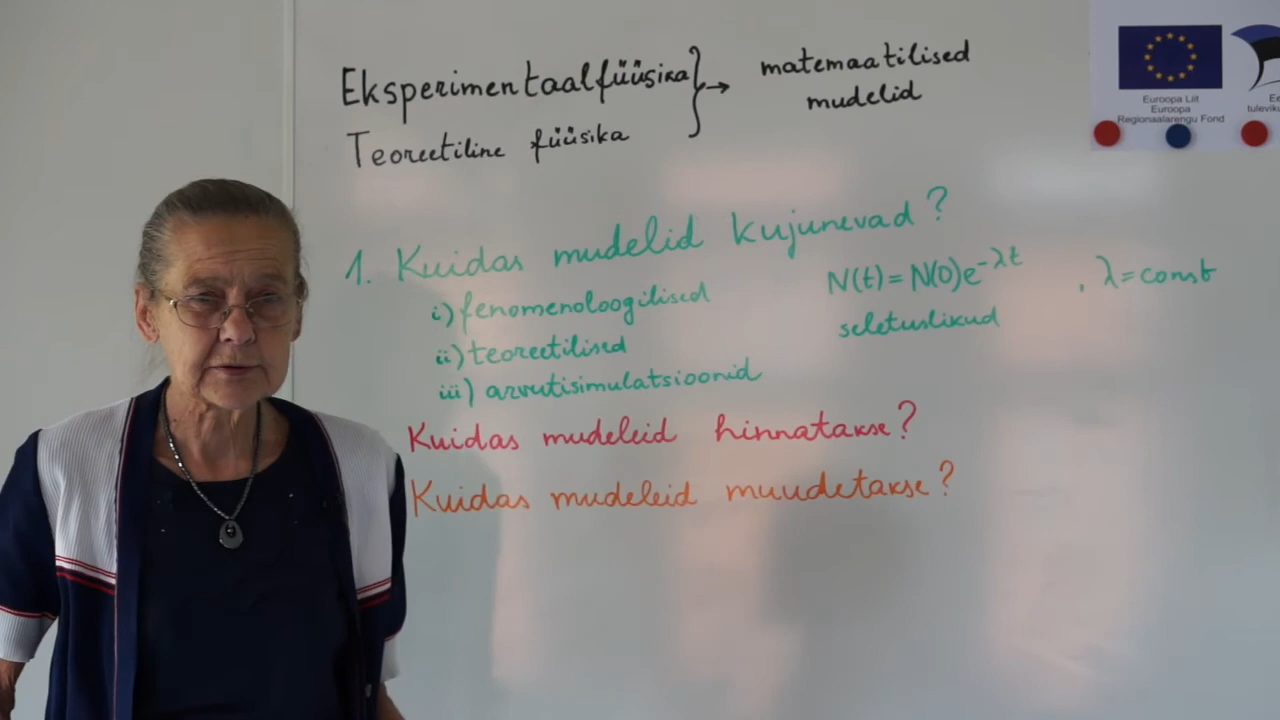 Eksperimentaalfüüsika } → matemaatilised mudelid
Teoreetiline füüsika
1. Kuidas mudelid kujunevad?
i) fenomenoloogilised
N(t) = N(0)e^-λt , λ = const
ii) teoreetilised
seletuslikud
iii) arvutisimulatsioonid
Kuidas mudeleid hinnatakse?
Kuidas mudeleid muudetakse?
Euroopa Liit
Euroopa
Regionaalarengu Fond